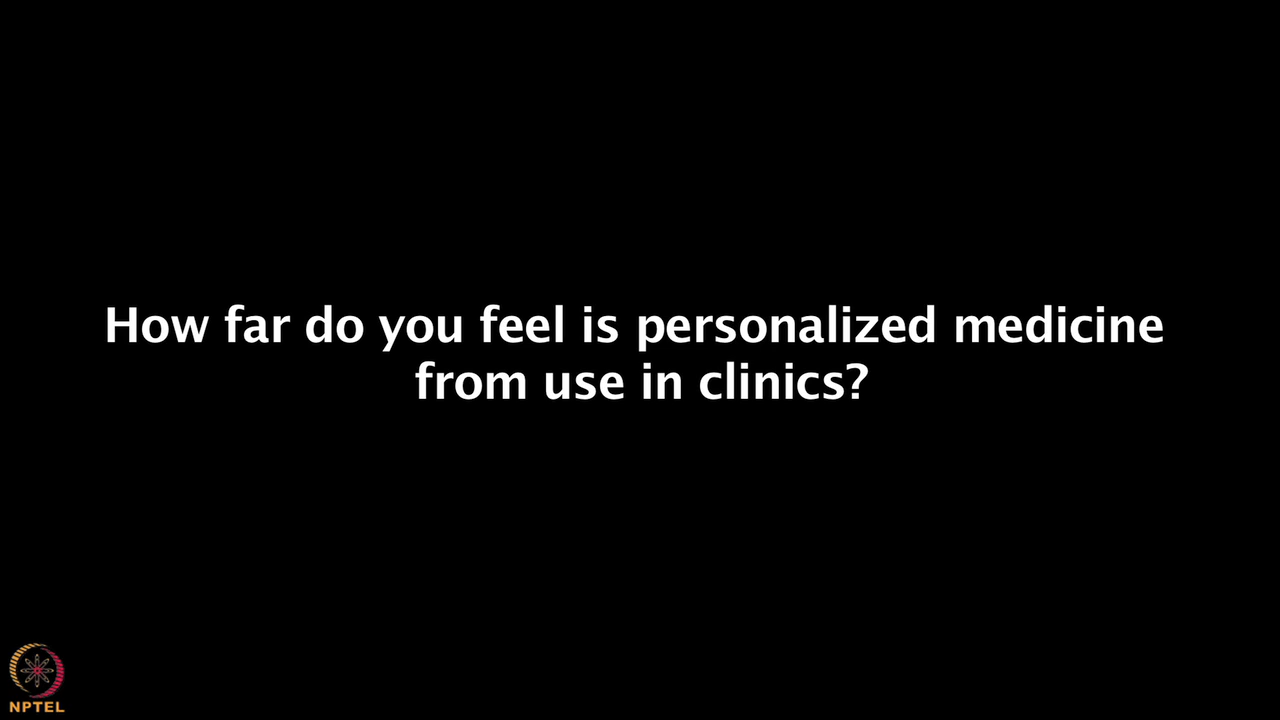 How far do you feel is personalized medicine
from use in clinics?
NPTEL